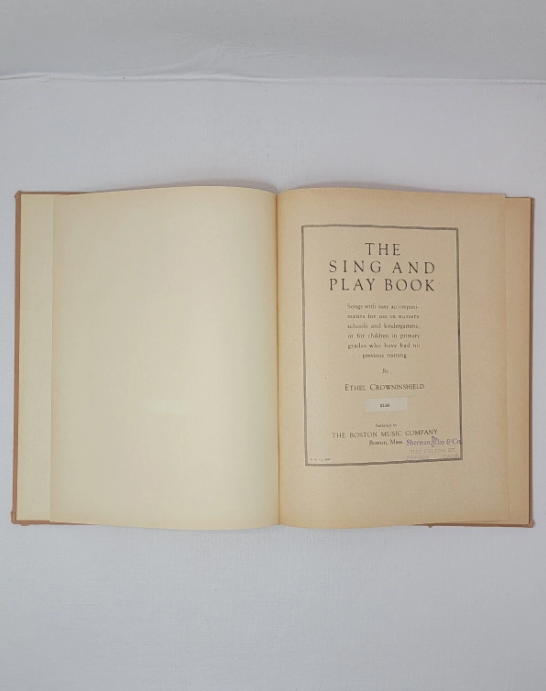 THE
SING AND
PLAY BOOK
Songs with easy accompani-
ments for use in nursery
schools and kindergartens,
or for children in primary
grades who have had no
previous training
By
ETHEL CROWNINSHIELD
Published by
THE BOSTON MUSIC COMPANY
Boston, Mass.
Sherman, Clay & Co.